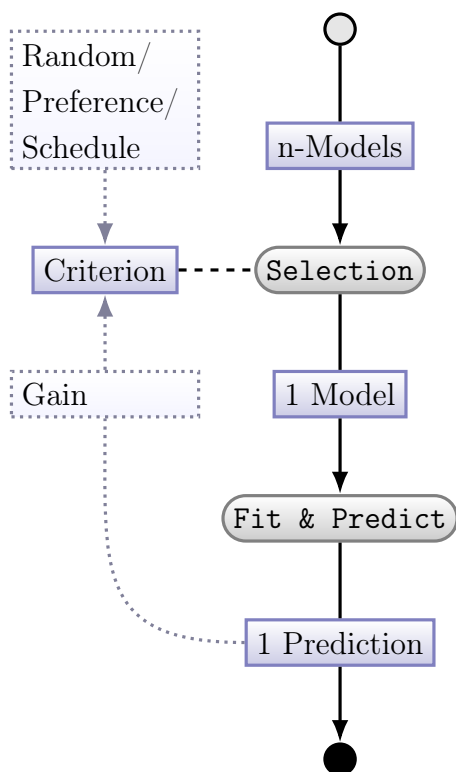 Random/
Preference/
Schedule
n-Models
Criterion
Selection
Gain
1 Model
Fit & Predict
1 Prediction